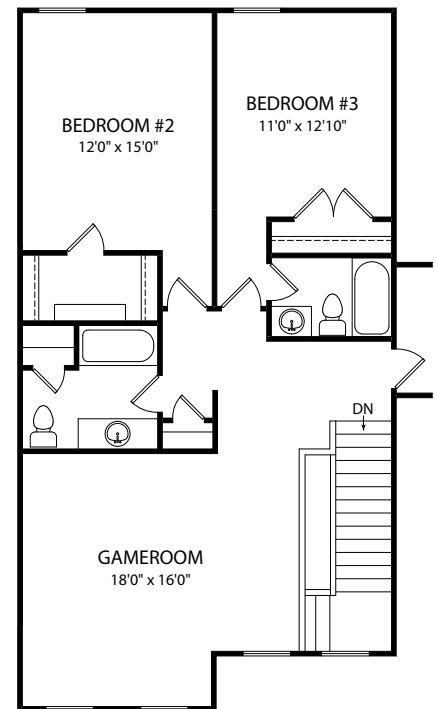 BEDROOM #2
12'0" x 15'0"
BEDROOM #3
11'0" x 12'10"
DN
GAMEROOM
18'0" x 16'0"